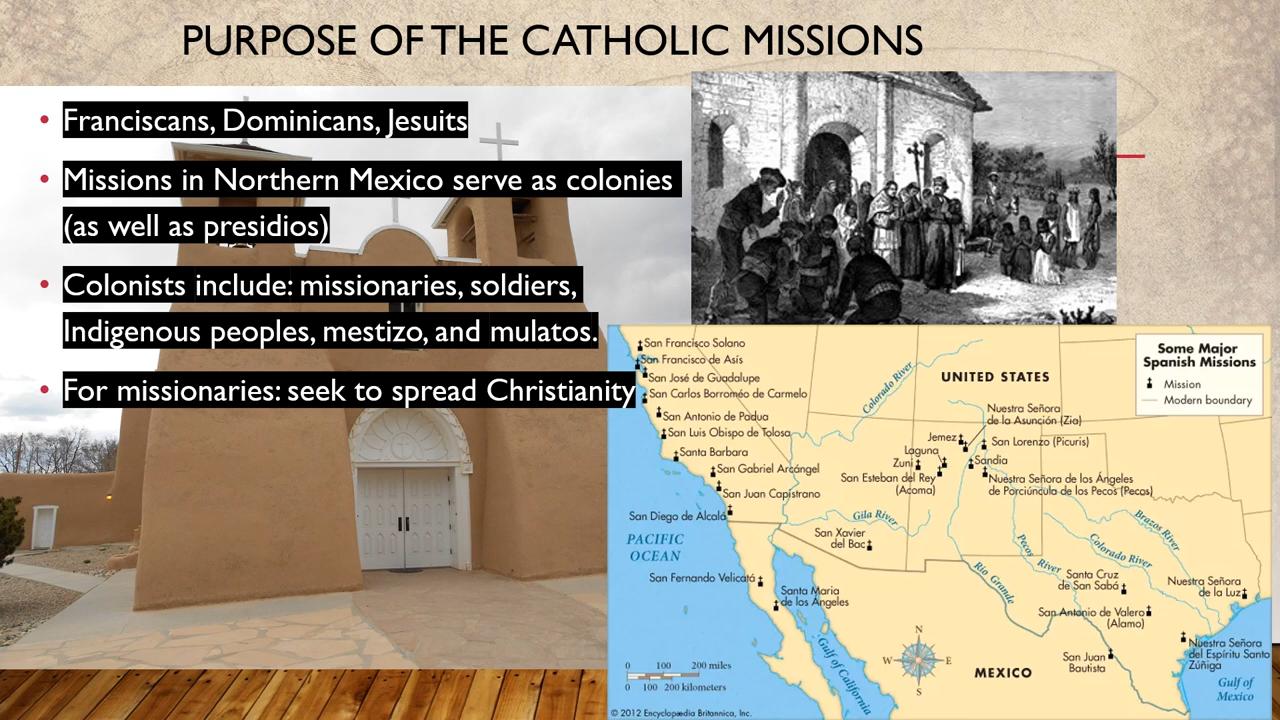 PURPOSE OF THE CATHOLIC MISSIONS
• Franciscans, Dominicans, Jesuits
• Missions in Northern Mexico serve as colonies
(as well as presidios)
• Colonists include: missionaries, soldiers,
Indigenous peoples, mestizo, and mulatos.
• For missionaries: seek to spread Christianity
Some Major
Spanish Missions
Mission
Modern boundary
UNITED STATES
San Francisco Solano
San Francisco de Asís
San José de Guadalupe
San Carlos Borroméo de Carmelo
San Antonio de Padua
San Luis Obispo de Tolosa
Santa Barbara
San Gabriel Arcángel
San Juan Capistrano
San Diego de Alcalá
PACIFIC
OCEAN
San Fernando Velicatá
Santa Maria
de los Angeles
Colorado River
Nuestra Señora
de la Asunción (Zia)
Jemez
San Lorenzo (Picuris)
Laguna
Zuni
Sandia
San Esteban del Rey
(Acoma)
Nuestra Señora de los Ángeles
de Porciúncula de los Pecos (Pecos)
Gila River
San Xavier
del Bac
Pecos River
Brazos River
Colorado River
Rio Grande
Santa Cruz
de San Sabá
Nuestra Señora
de la Luz
San Antonio de Valero
(Alamo)
San Juan
Bautista
Nuestra Señora
del Espíritu Santo
Zúñiga
Gulf of
Mexico
Gulf of California
MEXICO
N
W
E
S
0 100 200 miles
0 100 200 kilometers
© 2012 Encyclopædia Britannica, Inc.